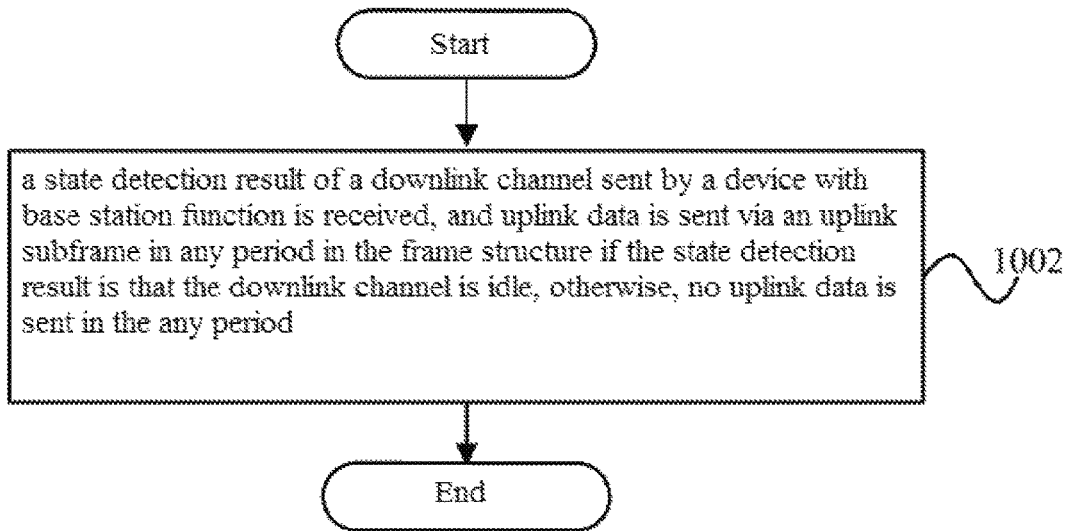 Start
a state detection result of a downlink channel sent by a device with
base station function is received, and uplink data is sent via an uplink
subframe in any period in the frame structure if the state detection
result is that the downlink channel is idle, otherwise, no uplink data is
sent in the any period
1002
End